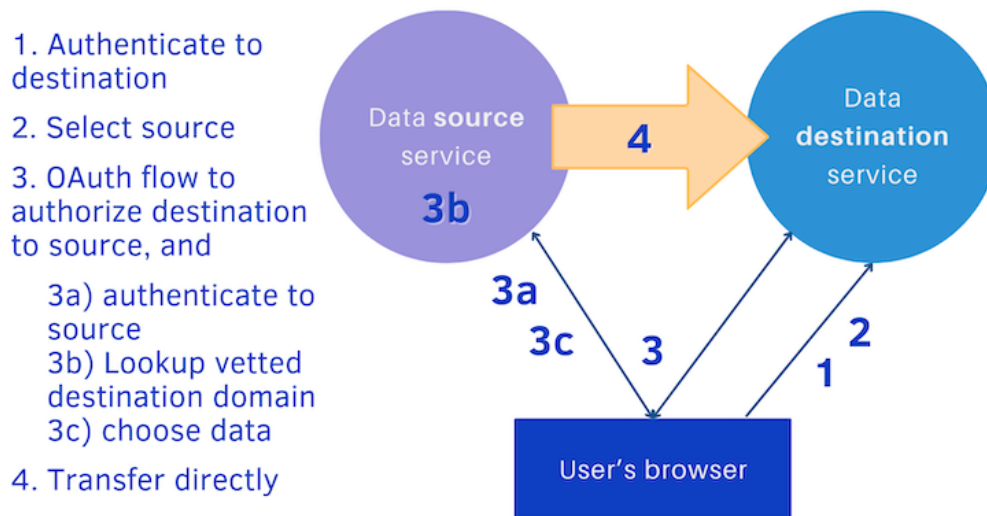 1. Authenticate to
destination
2. Select source
3. OAuth flow to
authorize destination
to source, and
3a) authenticate to
source
3b) Lookup vetted
destination domain
3c) choose data
4. Transfer directly
Data source
service
3b
4
Data
destination
service
3a
3c
3
2
1
User's browser